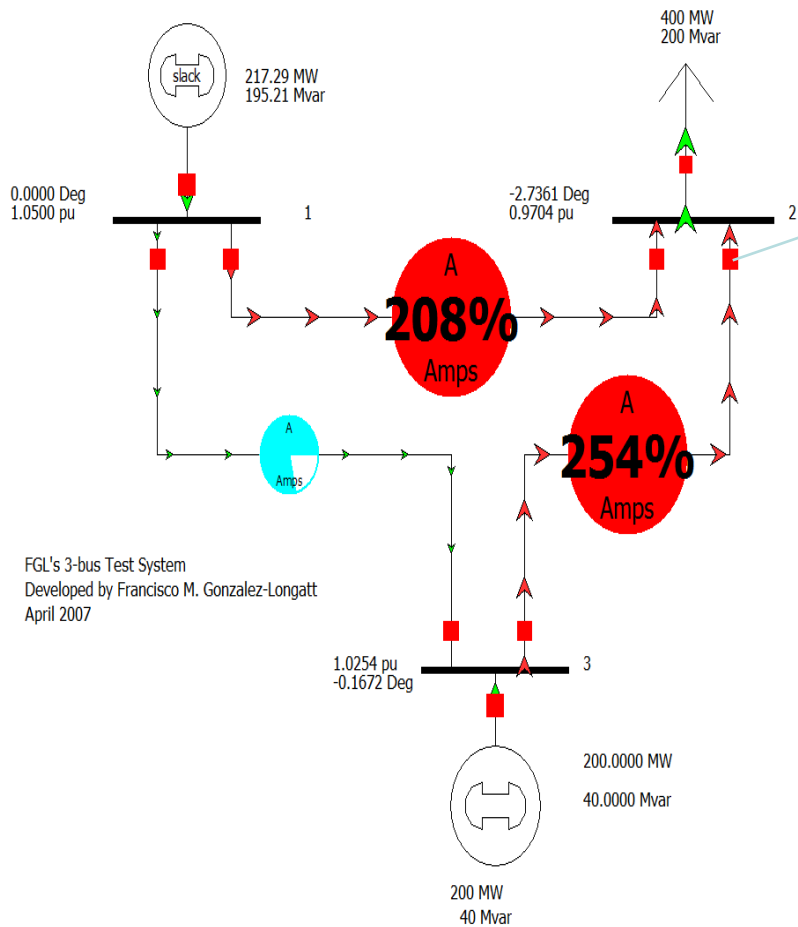 400 MW
200 Mvar
slack
217.29 MW
195.21 Mvar
0.0000 Deg
1.0500 pu
1
-2.7361 Deg
0.9704 pu
2
A
208%
Amps
A
254%
Amps
A
Amps
FGL's 3-bus Test System
Developed by Francisco M. Gonzalez-Longatt
April 2007
1.0254 pu
-0.1672 Deg
3
200.0000 MW
40.0000 Mvar
200 MW
40 Mvar